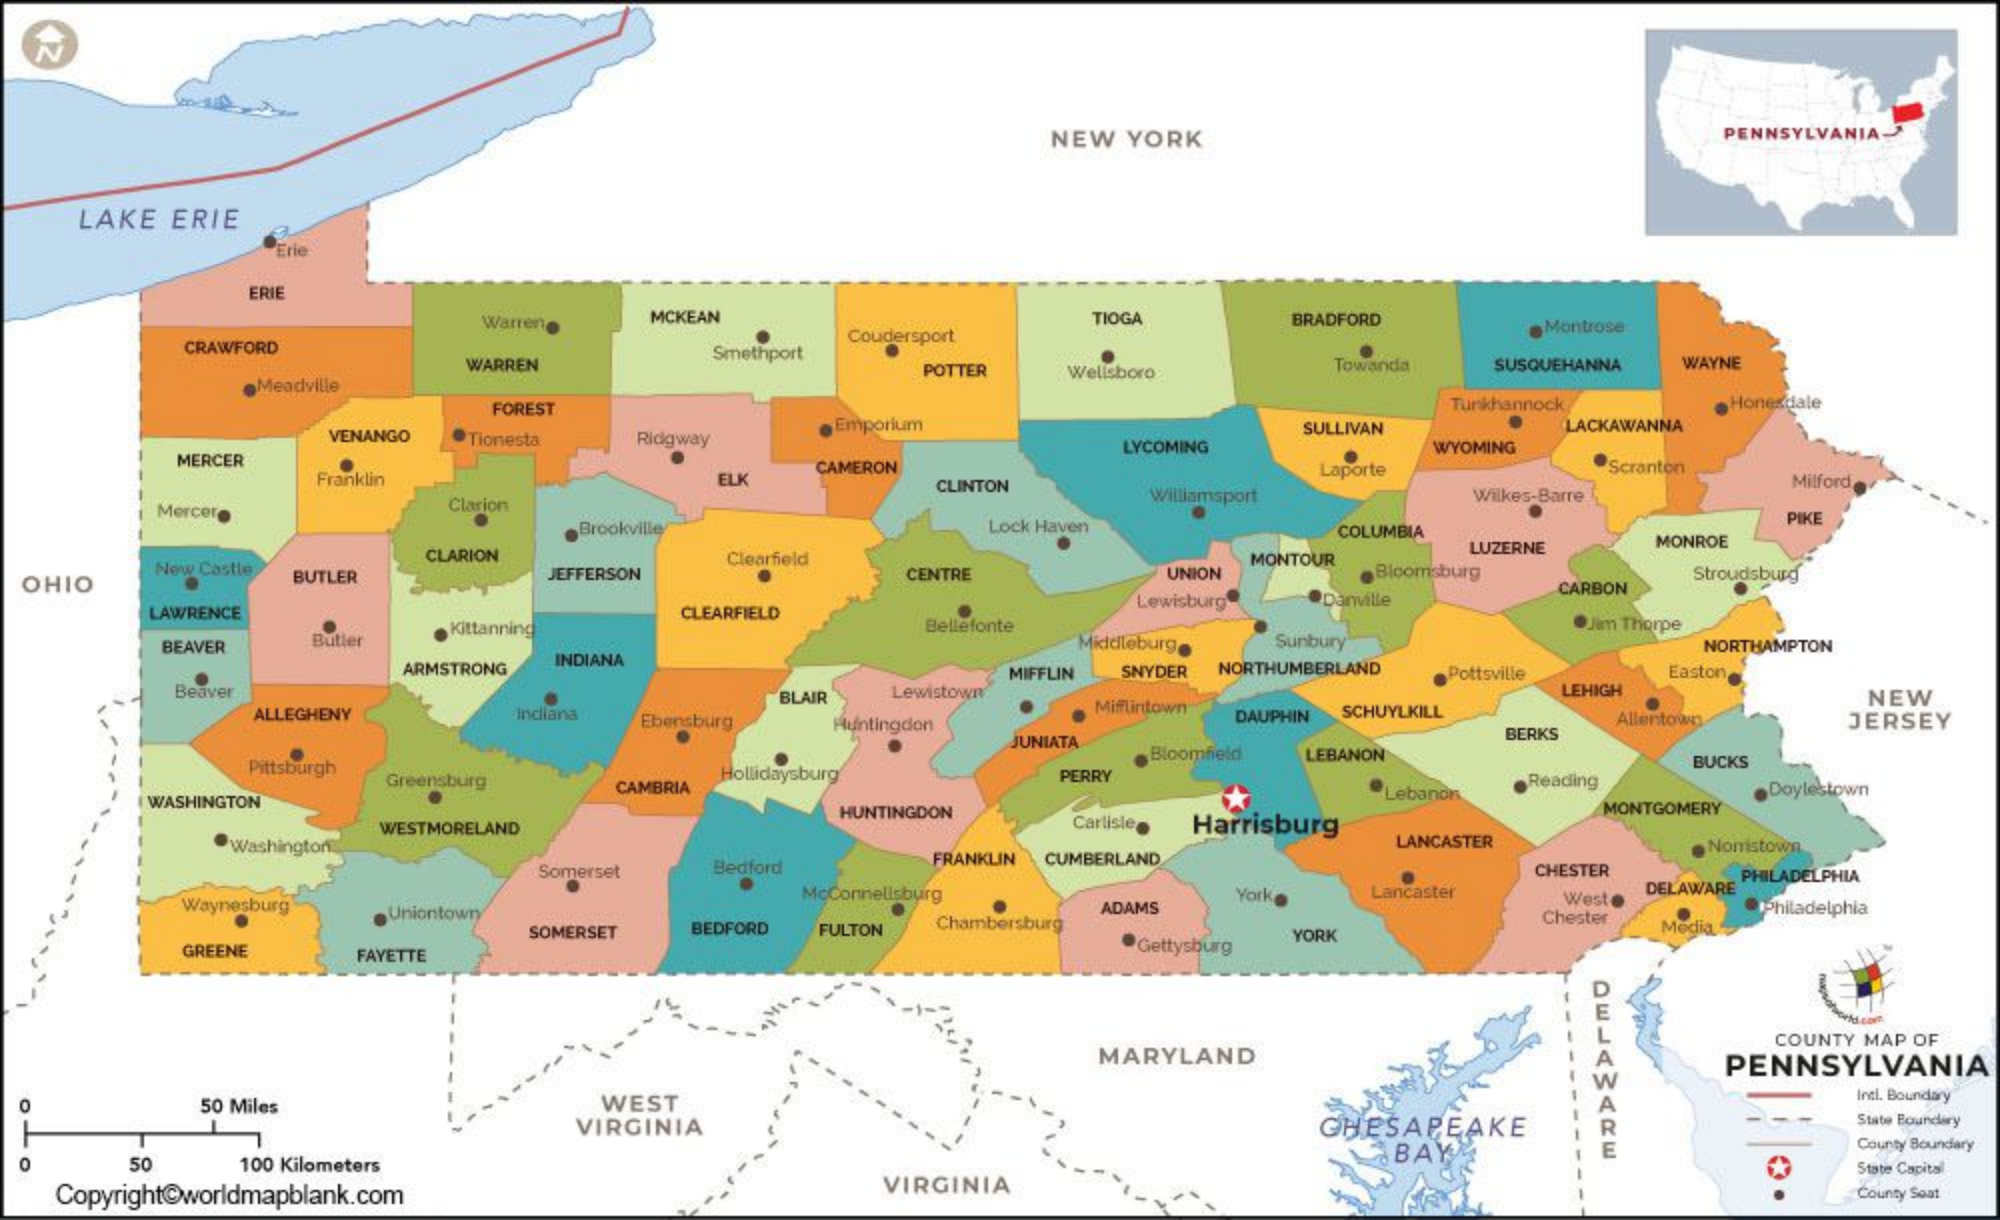 N
NEW YORK
PENNSYLVANIA
LAKE ERIE
Erie
ERIE
Warren
WARREN
MCKEAN
Smethport
Coudersport
POTTER
TIOGA
Wellsboro
BRADFORD
Towanda
Montrose
SUSQUEHANNA
WAYNE
Honesdale
CRAWFORD
Meadville
FOREST
Tionesta
VENANGO
Franklin
Ridgway
ELK
Emporium
CAMERON
LYCOMING
Williamsport
SULLIVAN
Laporte
Tunkhannock
WYOMING
LACKAWANNA
Scranton
Milford
PIKE
MERCER
Mercer
Clarion
CLARION
Brookville
JEFFERSON
Clearfield
CLEARFIELD
CLINTON
Lock Haven
CENTRE
Bellefonte
COLUMBIA
Bloomsburg
Wilkes-Barre
LUZERNE
MONROE
Stroudsburg
OHIO
New Castle
LAWRENCE
BUTLER
Butler
Kittanning
ARMSTRONG
INDIANA
Indiana
UNION
Lewisburg
MONTOUR
Danville
CARBON
Jim Thorpe
BEAVER
Beaver
Middleburg
SNYDER
Sunbury
NORTHUMBERLAND
Pottsville
SCHUYLKILL
NORTHAMPTON
Easton
LEHIGH
Allentown
NEW
JERSEY
ALLEGHENY
Pittsburgh
Ebensburg
CAMBRIA
BLAIR
Hollidaysburg
Lewistown
MIFFLIN
Huntingdon
HUNTINGDON
Mifflintown
JUNIATA
Bloomfield
PERRY
DAUPHIN
Harrisburg
LEBANON
Lebanon
BERKS
Reading
BUCKS
Doylestown
WASHINGTON
Washington
Greensburg
WESTMORELAND
Carlisle
CUMBERLAND
LANCASTER
Lancaster
MONTGOMERY
Norristown
Waynesburg
GREENE
Uniontown
FAYETTE
Somerset
SOMERSET
Bedford
BEDFORD
McConnellsburg
FULTON
FRANKLIN
Chambersburg
ADAMS
Gettysburg
York
YORK
CHESTER
West
Chester
DELAWARE
Media
PHILADELPHIA
Philadelphia
DELAWARE
MARYLAND
WEST
VIRGINIA
VIRGINIA
CHESAPEAKE
BAY
mapsofworld.com
COUNTY MAP OF
PENNSYLVANIA
Intl. Boundary
State Boundary
County Boundary
State Capital
County Seat
0 50 Miles
0 50 100 Kilometers
Copyright©worldmapblank.com